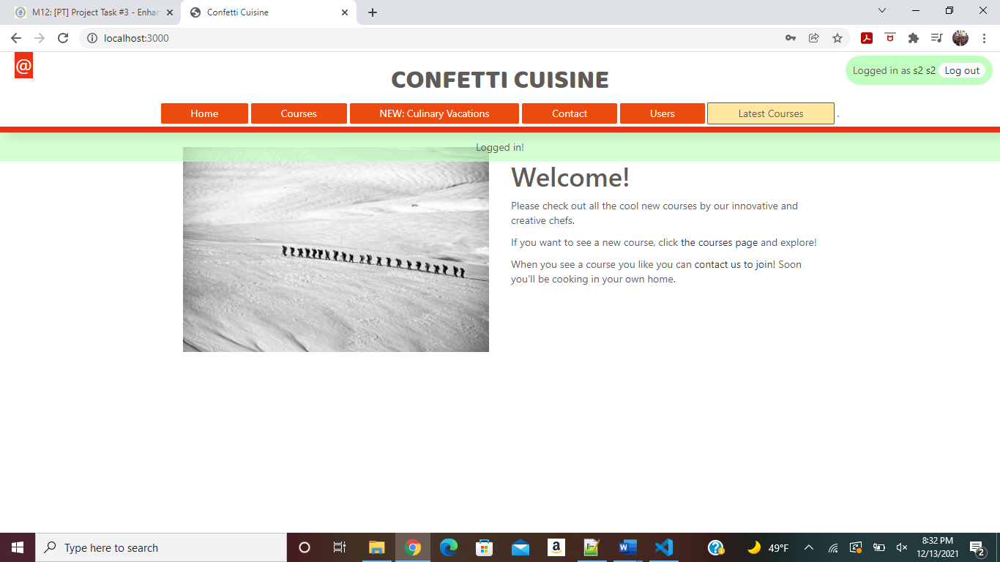 M12: [PT] Project Task #3 - Enhan
Confetti Cuisine
localhost:3000
@
Logged in as s2 s2 Log out
CONFETTI CUISINE
Home Courses NEW: Culinary Vacations Contact Users Latest Courses .
Logged in!
Welcome!
Please check out all the cool new courses by our innovative and
creative chefs.
If you want to see a new course, click the courses page and explore!
When you see a course you like you can contact us to join! Soon
you'll be cooking in your own home.
Type here to search
49°F
8:32 PM
12/13/2021
2